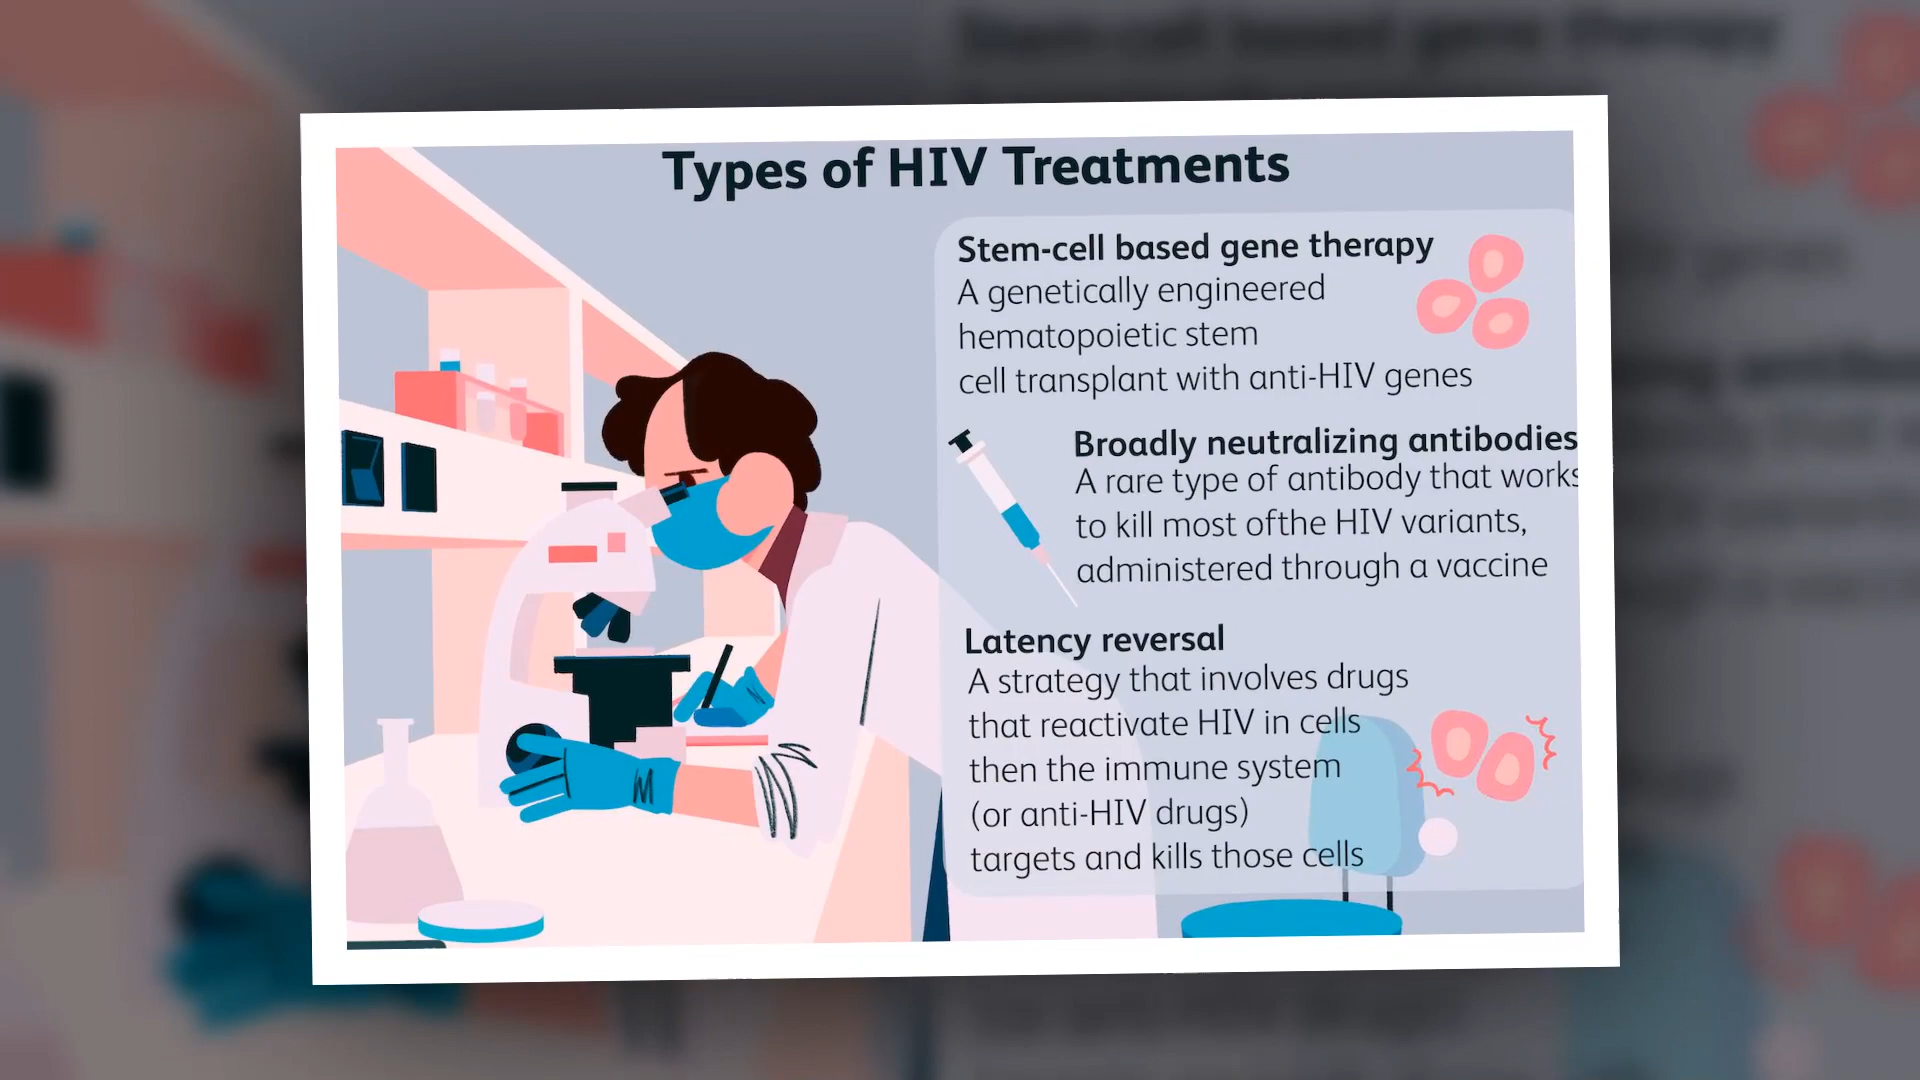 Types of HIV Treatments
Stem-cell based gene therapy
A genetically engineered
hematopoietic stem
cell transplant with anti-HIV genes
Broadly neutralizing antibodies
A rare type of antibody that works
to kill most ofthe HIV variants,
administered through a vaccine
Latency reversal
A strategy that involves drugs
that reactivate HIV in cells
then the immune system
(or anti-HIV drugs)
targets and kills those cells